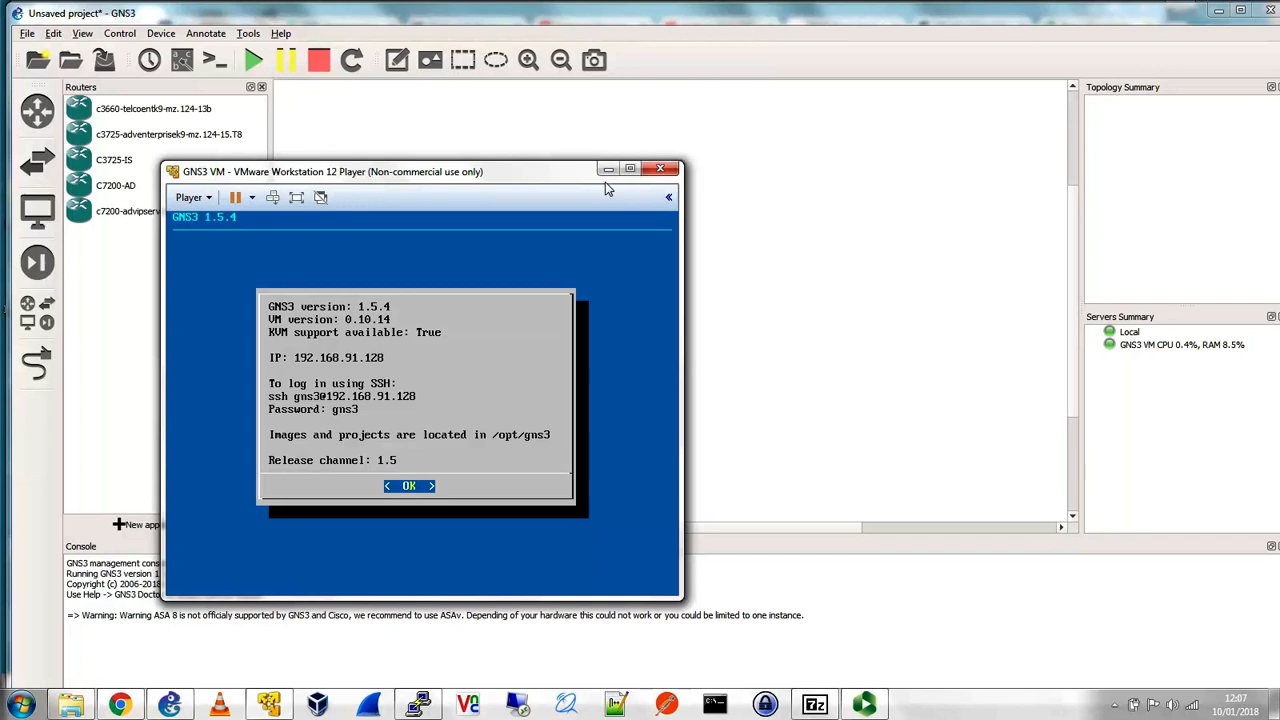 Unsaved project* - GNS3
File Edit View Control Device Annotate Tools Help
Routers
c3660-telcoentk9-mz.124-13b
c3725-adventerprisek9-mz.124-15.T8
C3725-IS
C7200-AD
c7200-advipserv
New app
GNS3 VM - VMware Workstation 12 Player (Non-commercial use only)
Player
GNS3 1.5.4
GNS3 version: 1.5.4
VM version: 0.10.14
KVM support available: True
IP: 192.168.91.128
To log in using SSH:
ssh gns3@192.168.91.128
Password: gns3
Images and projects are located in /opt/gns3
Release channel: 1.5
< OK >
Topology Summary
Servers Summary
Local
GNS3 VM CPU 0.4%, RAM 8.5%
Console
GNS3 management cons
Running GNS3 version 1
Copyright (c) 2006-2018
Use Help -> GNS3 Docto
=> Warning: Warning ASA 8 is not officialy supported by GNS3 and Cisco, we recommend to use ASAv. Depending of your hardware this could not work or you could be limited to one instance.
12:07
10/01/2018